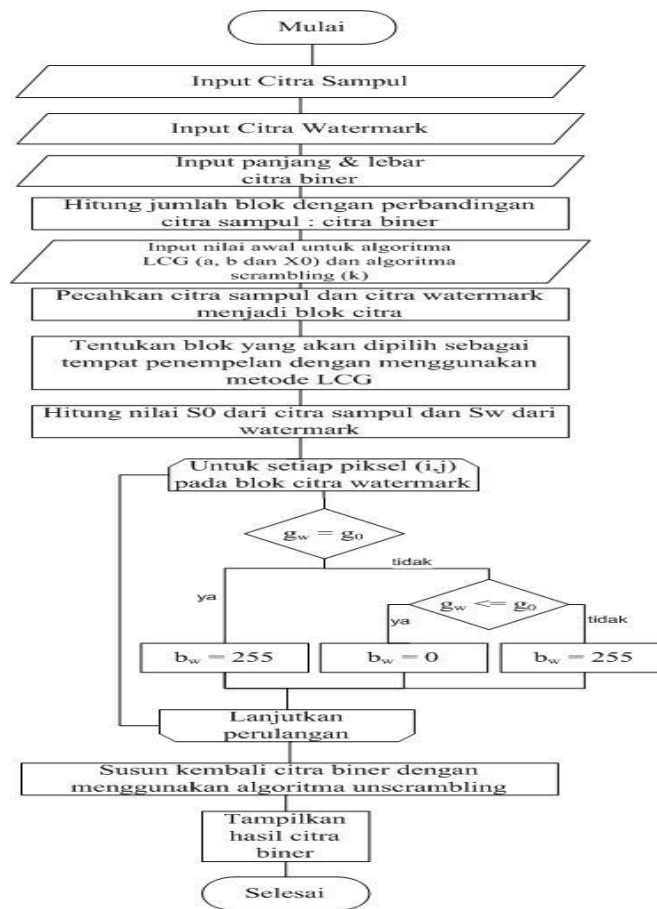 Mulai
Input Citra Sampul
Input Citra Watermark
Input panjang & lebar
citra biner
Hitung jumlah blok dengan perbandingan
citra sampul : citra biner
Input nilai awal untuk algoritma
LCG (a, b dan X0) dan algoritma
scrambling (k)
Pecahkan citra sampul dan citra watermark
menjadi blok citra
Tentukan blok yang akan dipilih sebagai
tempat penempelan dengan menggunakan
metode LCG
Hitung nilai S0 dari citra sampul dan Sw dari
watermark
Untuk setiap piksel (i,j)
pada blok citra watermark
gw = g0
tidak
ya
gw <= g0
ya
tidak
bw = 255
bw = 0
bw = 255
Lanjutkan
perulangan
Susun kembali citra biner dengan
menggunakan algoritma unscrambling
Tampilkan
hasil citra
biner
Selesai